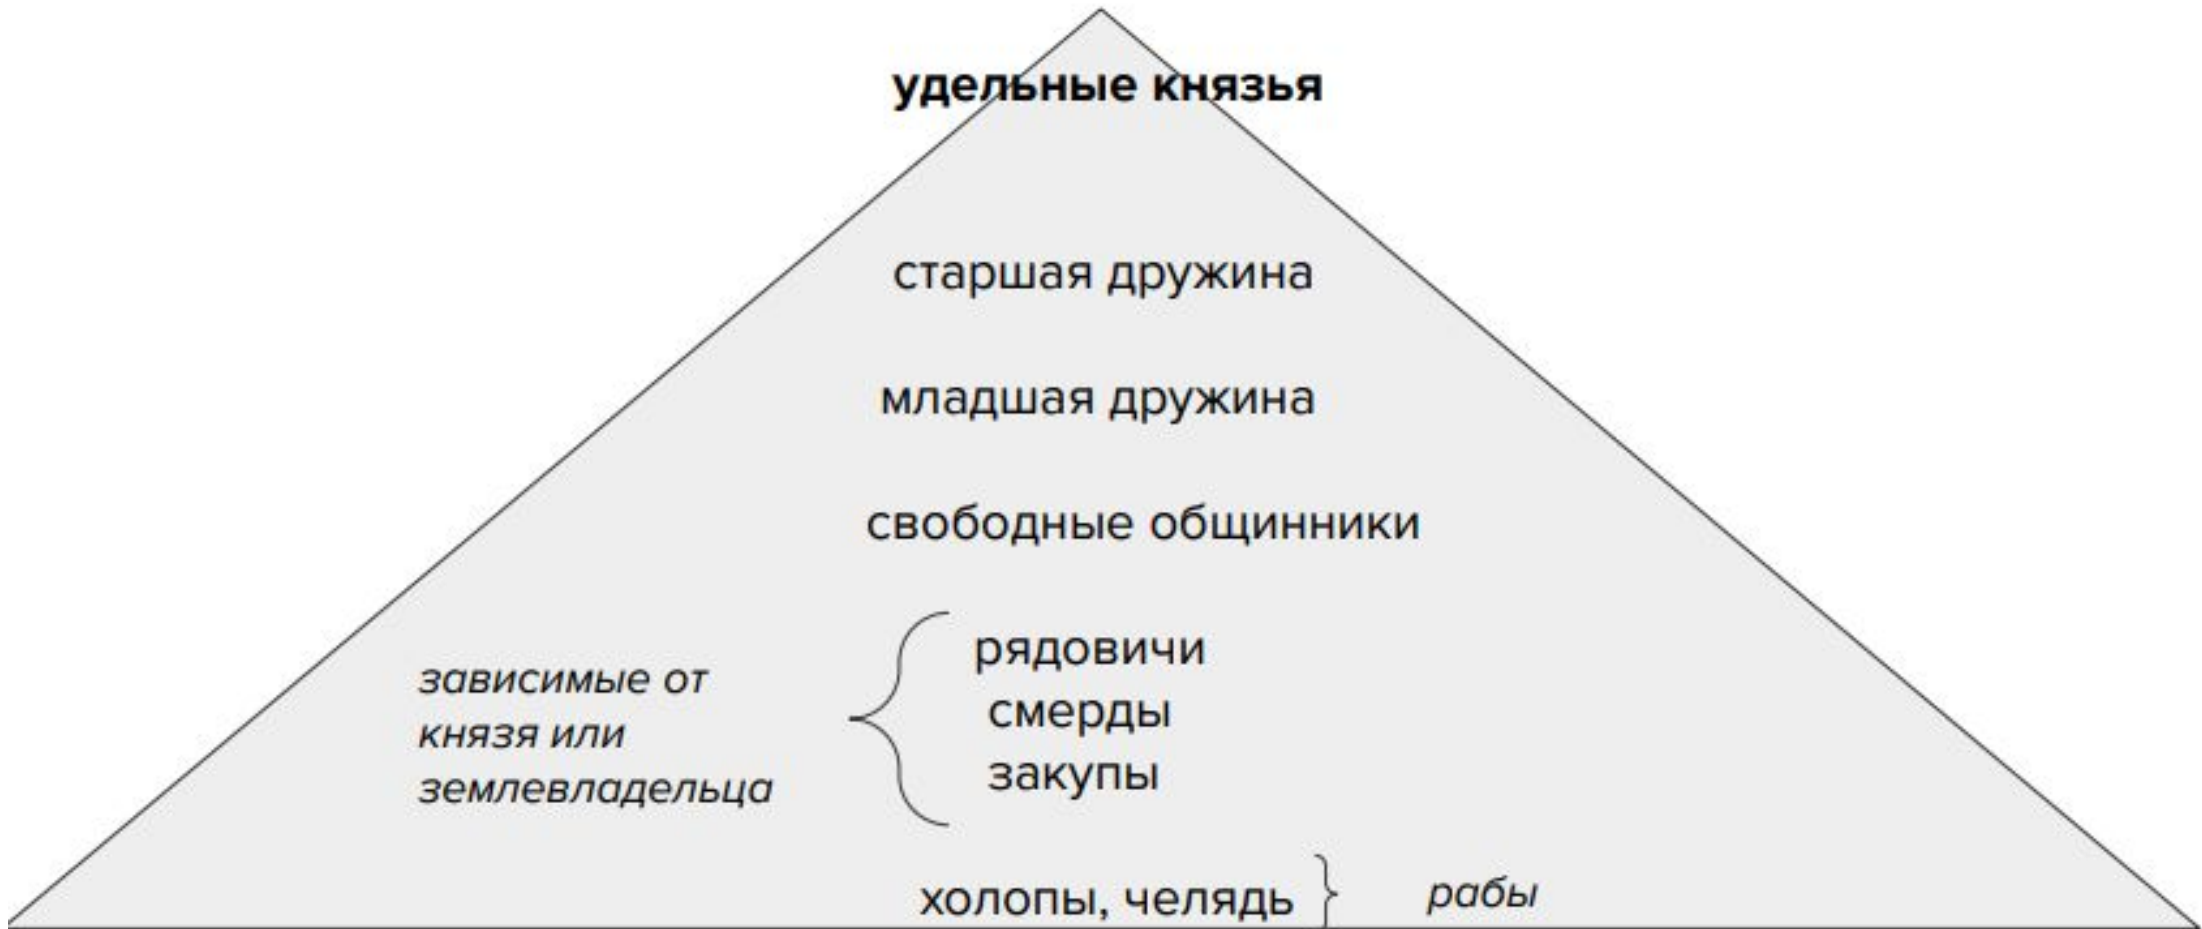 удельные князья
старшая дружина
младшая дружина
свободные общинники
зависимые от
князя или
землевладельца
рядовичи
смерды
закупы
холопы, челядь
рабы